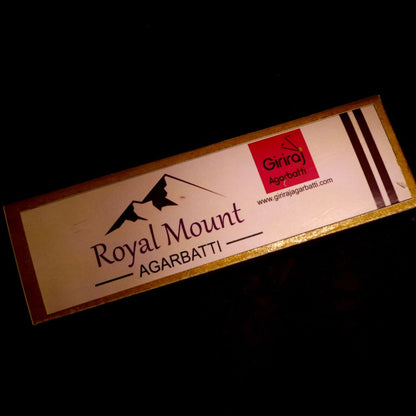 Giriraj
Agarbatti
www.girirajagarbatti.com
Royal Mount
AGARBATTI